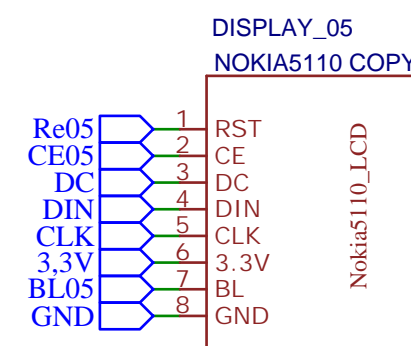 DISPLAY_05
NOKIA5110 COPY
Re05 1 RST
CE05 2 CE
DC 3 DC
DIN 4 DIN
CLK 5 CLK
3,3V 6 3.3V
BL05 7 BL
GND 8 GND
Nokia5110_LCD